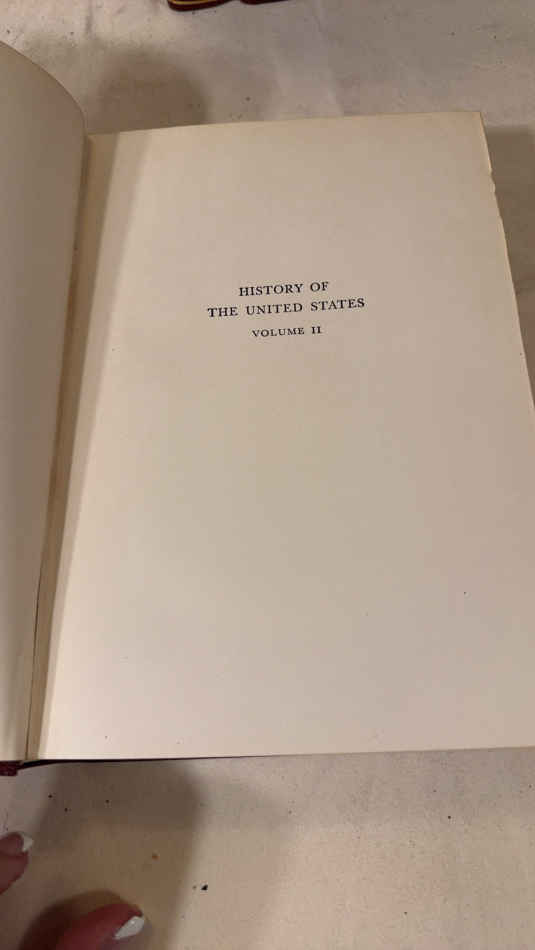 HISTORY OF
THE UNITED STATES
VOLUME II